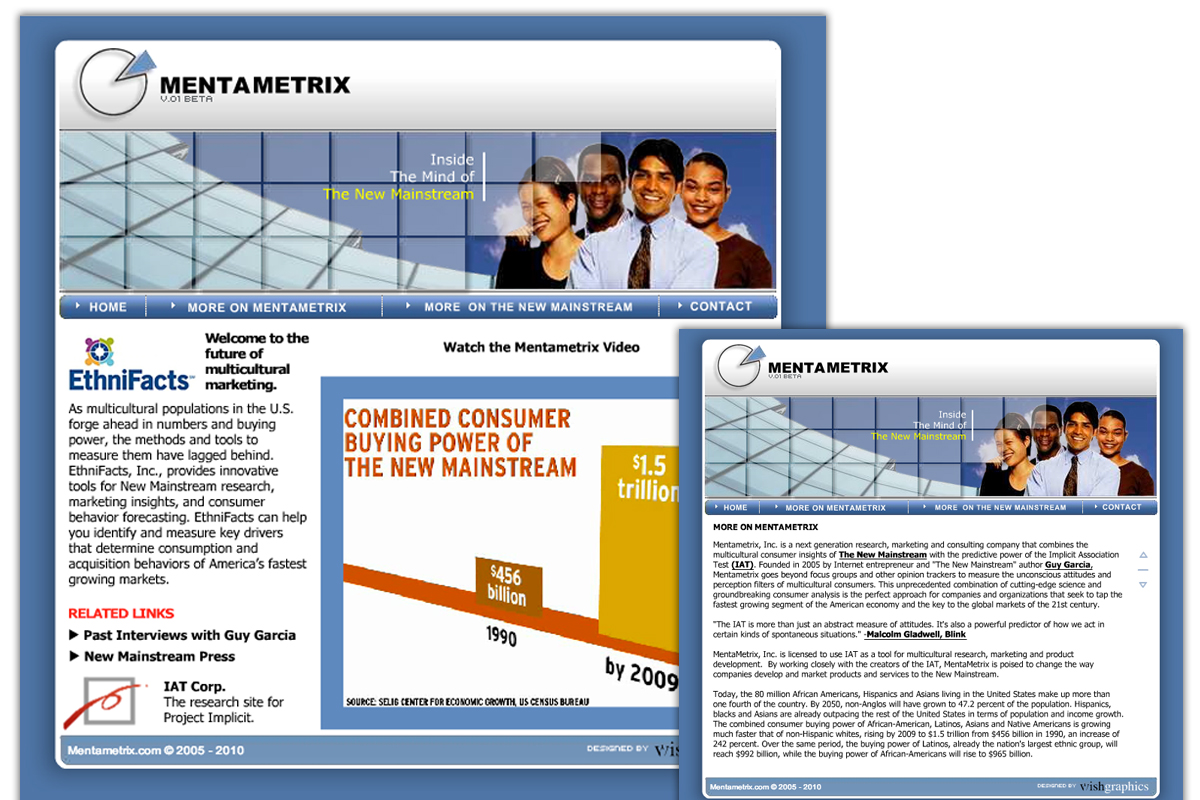 MENTAMETRIX
V.01 BETA
Inside
The Mind of
The New Mainstream
HOME
MORE ON MENTAMETRIX
MORE ON THE NEW MAINSTREAM
CONTACT
EthniFacts
Welcome to the
future of
multicultural
marketing.
As multicultural populations in the U.S.
forge ahead in numbers and buying
power, the methods and tools to
measure them have lagged behind.
EthniFacts, Inc., provides innovative
tools for New Mainstream research,
marketing insights, and consumer
behavior forecasting. EthniFacts can help
you identify and measure key drivers
that determine consumption and
acquisition behaviors of America's fastest
growing markets.
RELATED LINKS
Past Interviews with Guy Garcia
New Mainstream Press
IAT Corp.
The research site for
Project Implicit.
Watch the Mentametrix Video
COMBINED CONSUMER
BUYING POWER OF
THE NEW MAINSTREAM
$1.5
trillion
$456
billion
1990
by 2009
SOURCE: SELIG CENTER FOR ECONOMIC GROWTH, US CENSUS BUREAU
Mentametrix.com © 2005 - 2010
DESIGNED BY
MENTAMETRIX
V.01 BETA
Inside
The Mind of
The New Mainstream
HOME
MORE ON MENTAMETRIX
MORE ON THE NEW MAINSTREAM
CONTACT
MORE ON MENTAMETRIX
Mentametrix, Inc. is a next generation research, marketing and consulting company that combines the
multicultural consumer insights of The New Mainstream with the predictive power of the Implicit Association
Test (IAT). Founded in 2005 by Internet entrepreneur and "The New Mainstream" author Guy Garcia,
Mentametrix goes beyond focus groups and other opinion trackers to measure the unconscious attitudes and
perception filters of multicultural consumers. This unprecedented combination of cutting-edge science and
groundbreaking consumer analysis is the perfect approach for companies and organizations that seek to tap the
fastest growing segment of the American economy and the key to the global markets of the 21st century.
"The IAT is more than just an abstract measure of attitudes. It's also a powerful predictor of how we act in
certain kinds of spontaneous situations." -Malcolm Gladwell, Blink
MentaMetrix, Inc. is licensed to use IAT as a tool for multicultural research, marketing and product
development. By working closely with the creators of the IAT, MentaMetrix is poised to change the way
companies develop and market products and services to the New Mainstream.
Today, the 80 million African Americans, Hispanics and Asians living in the United States make up more than
one fourth of the country. By 2050, non-Anglos will have grown to 47.2 percent of the population. Hispanics,
blacks and Asians are already outpacing the rest of the United States in terms of population and income growth.
The combined consumer buying power of African-American, Latinos, Asians and Native Americans is growing
much faster that of non-Hispanic whites, rising by 2009 to $1.5 trillion from $456 billion in 1990, an increase of
242 percent. Over the same period, the buying power of Latinos, already the nation's largest ethnic group, will
reach $992 billion, while the buying power of African-Americans will rise to $965 billion.
Mentametrix.com © 2005 - 2010
DESIGNED BY wishgraphics